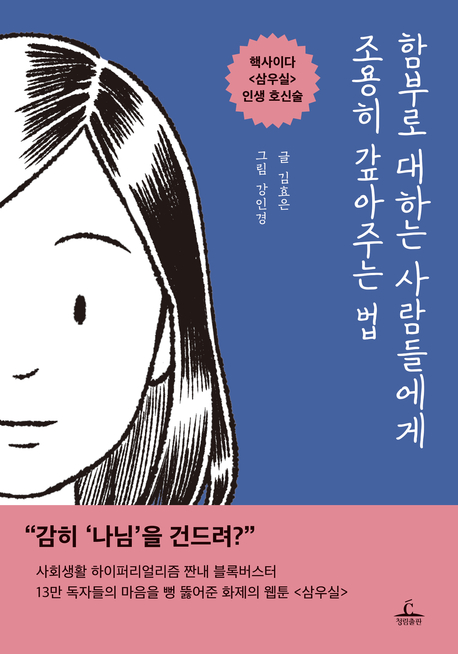 함부로 대하는 사람들에게
조용히 갚아주는 법
글 김효은
그림 강인경
핵사이다
<삼우실>
인생 호신술
“감히 ‘나님’을 건드려?”
사회생활 하이퍼리얼리즘 짠내 블록버스터
13만 독자들의 마음을 뻥 뚫어준 화제의 웹툰 <삼우실>
청림출판